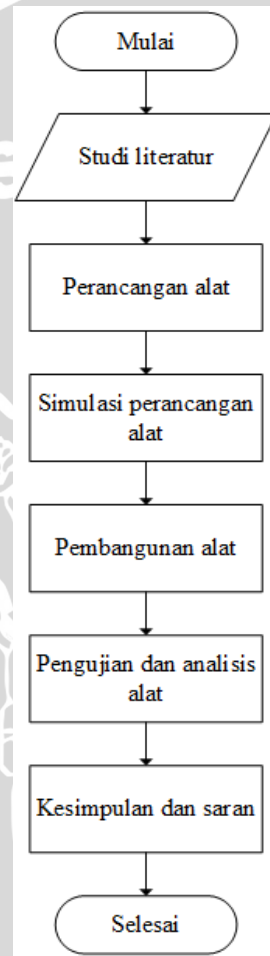 Mulai
Studi literatur
Perancangan alat
Simulasi perancangan
alat
Pembangunan alat
Pengujian dan analisis
alat
Kesimpulan dan saran
Selesai